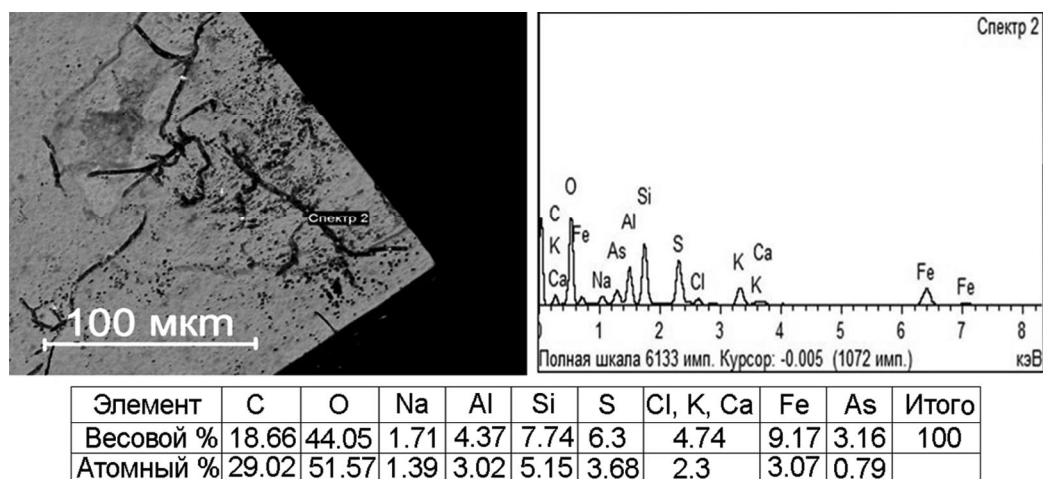 Спектр 2
100 мкm
Спектр 2
C
O
K
Fe
Ca
Na
As
Al
Si
S
Cl
K
Ca
K
Fe
Fe
0 1 2 3 4 5 6 7 8
Полная шкала 6133 имп. Курсор: -0.005 (1072 имп.) кэВ
Элемент C O Na Al Si S Cl, K, Ca Fe As Итого
Весовой % 18.66 44.05 1.71 4.37 7.74 6.3 4.74 9.17 3.16 100
Атомный % 29.02 51.57 1.39 3.02 5.15 3.68 2.3 3.07 0.79